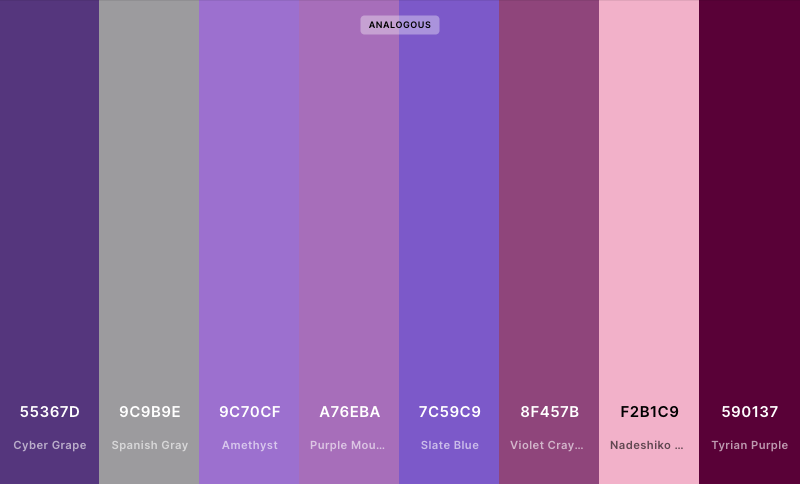 ANALOGOUS
55367D 9C9B9E 9C70CF A76EBA 7C59C9 8F457B F2B1C9 590137
Cyber Grape Spanish Gray Amethyst Purple Mou... Slate Blue Violet Cray... Nadeshiko ... Tyrian Purple